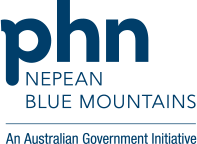 phn
NEPEAN
BLUE MOUNTAINS
An Australian Government Initiative